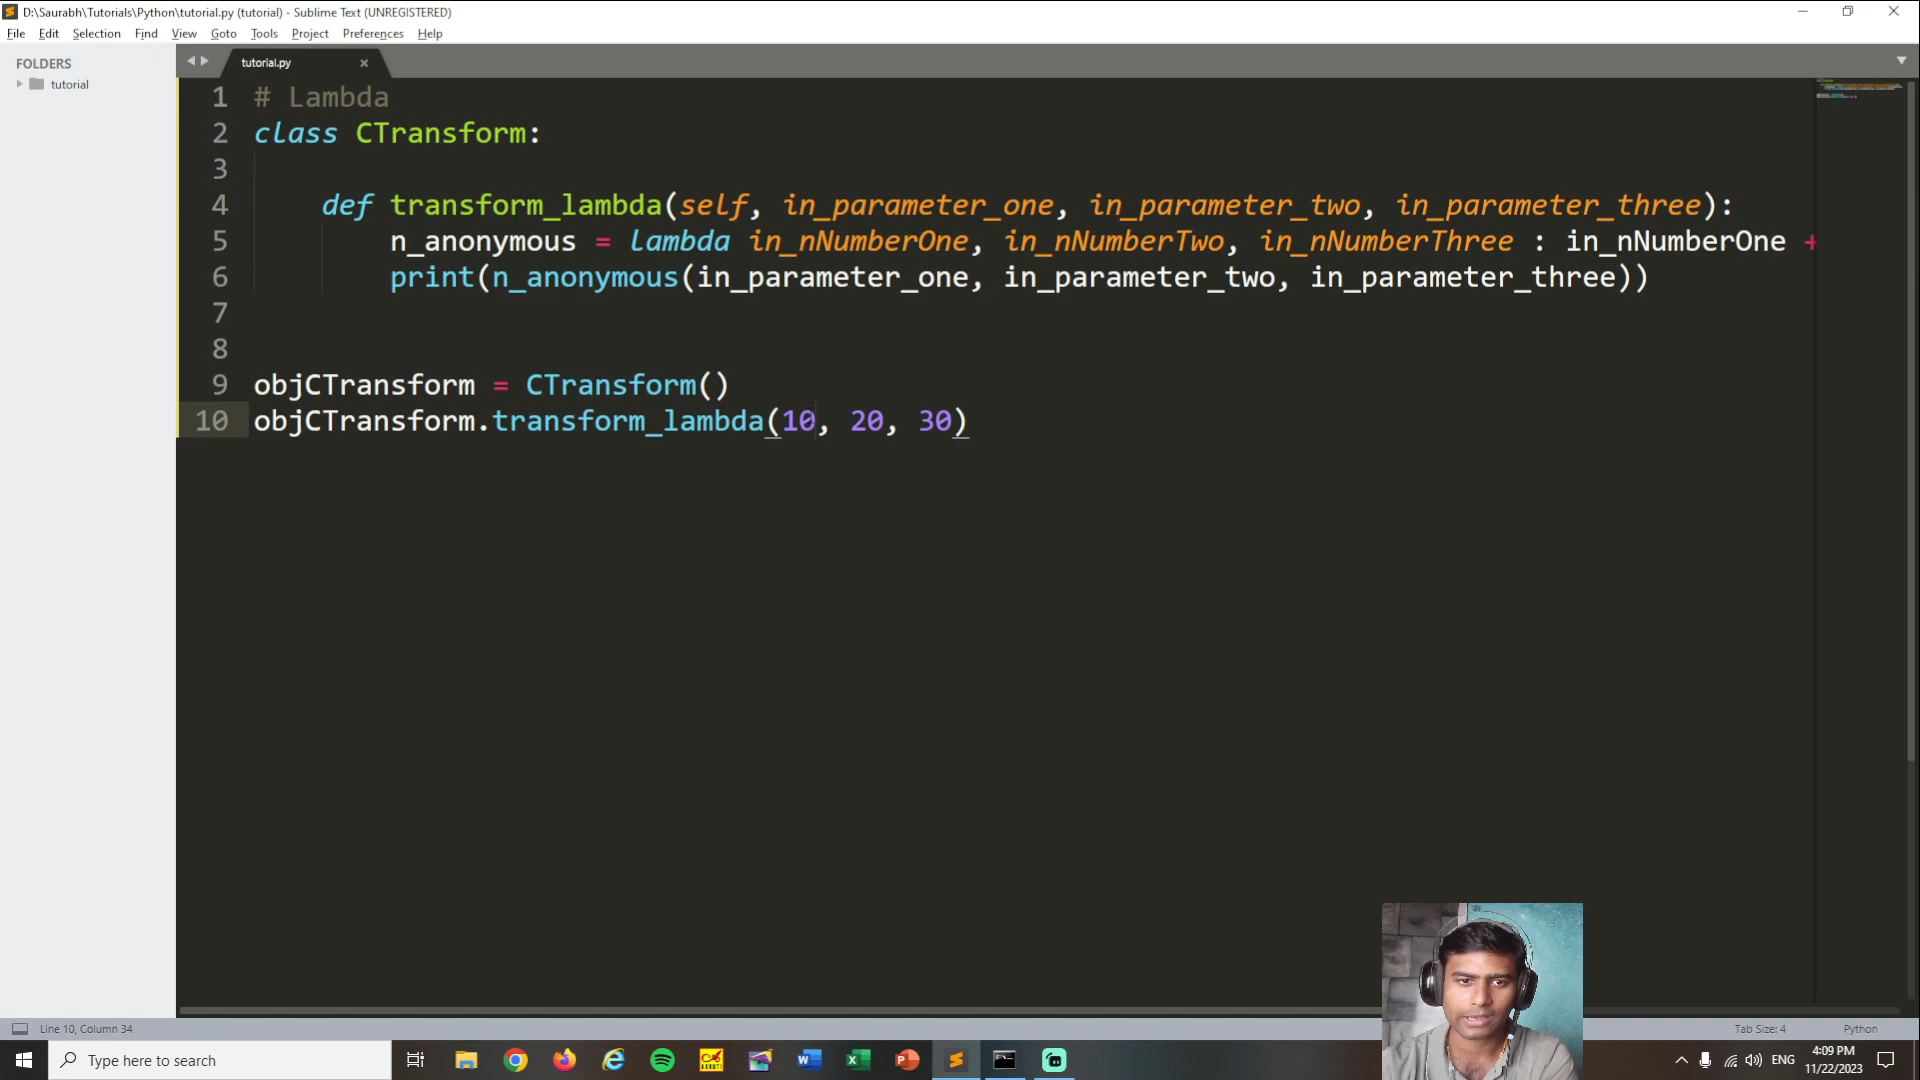 D:\Saurabh\Tutorials\Python\tutorial.py (tutorial) - Sublime Text (UNREGISTERED)
File Edit Selection Find View Goto Tools Project Preferences Help
FOLDERS
tutorial
tutorial.py
1 # Lambda
2 class CTransform:
3
4 def transform_lambda(self, in_parameter_one, in_parameter_two, in_parameter_three):
5 n_anonymous = lambda in_nNumberOne, in_nNumberTwo, in_nNumberThree : in_nNumberOne +
6 print(n_anonymous(in_parameter_one, in_parameter_two, in_parameter_three))
7
8
9 objCTransform = CTransform()
10 objCTransform.transform_lambda(10, 20, 30)
Line 10, Column 34
Tab Size: 4 Python
Type here to search
ENG
4:09 PM
11/22/2023